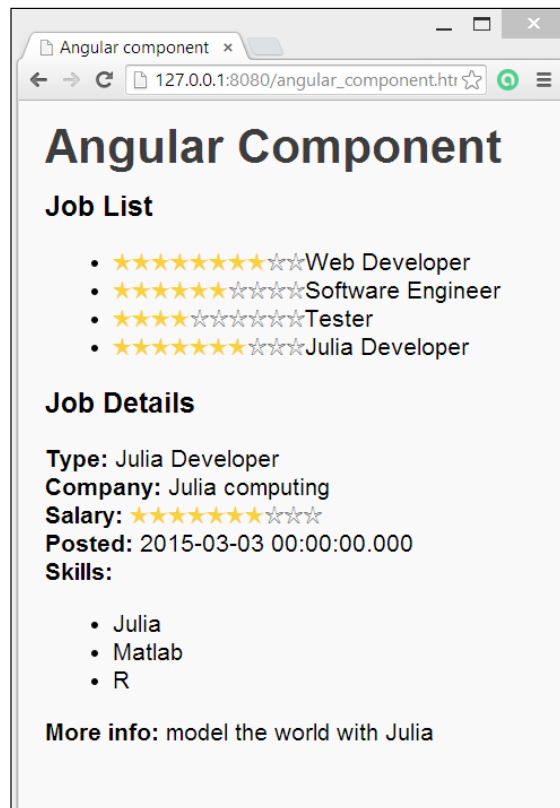 Angular component
127.0.0.1:8080/angular_component.htr
Angular Component
Job List
• ★★★★★★★★☆☆Web Developer
• ★★★★★★☆☆☆☆Software Engineer
• ★★★★☆☆☆☆☆☆Tester
• ★★★★★★★☆☆☆Julia Developer
Job Details
Type: Julia Developer
Company: Julia computing
Salary: ★★★★★★★☆☆☆
Posted: 2015-03-03 00:00:00.000
Skills:
• Julia
• Matlab
• R
More info: model the world with Julia